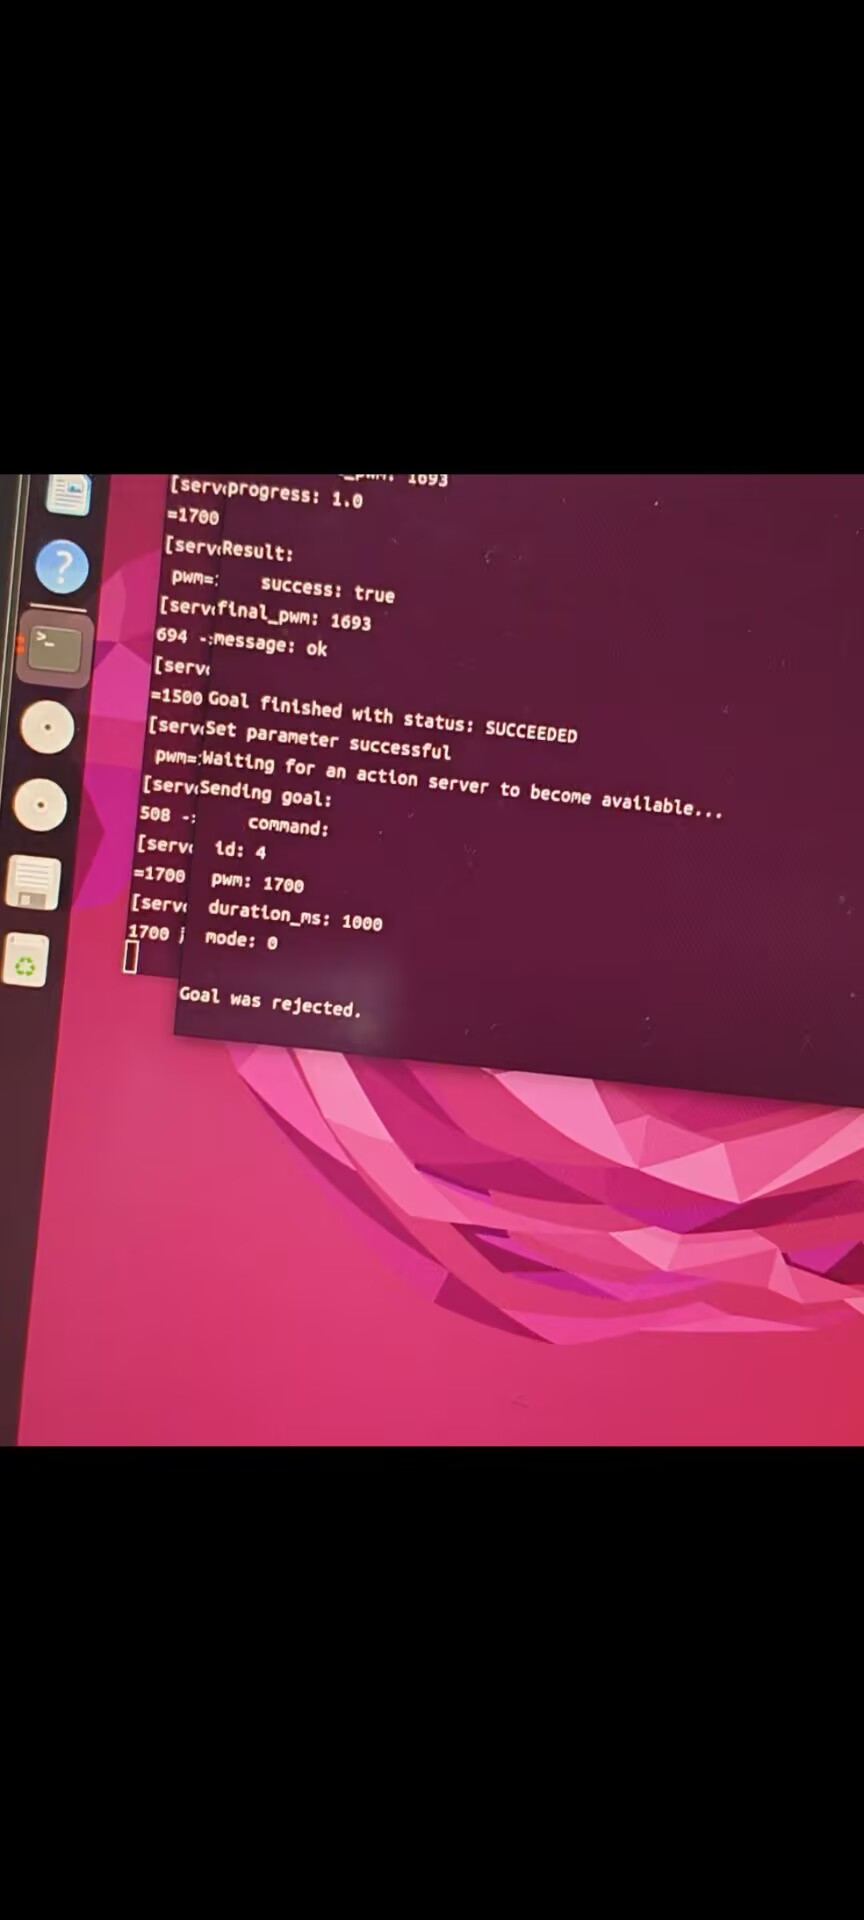 _pwm: 1693
[serv progress: 1.0
=1700
[serv Result:
pwm=: success: true
[serv final_pwm: 1693
694 -: message: ok
[serv
=1500 Goal finished with status: SUCCEEDED
[serv Set parameter successful
pwm=: Waiting for an action server to become available...
[serv Sending goal:
508 -: command:
[serv id: 4
=1700 pwm: 1700
[serv duration_ms: 1000
1700 mode: 0
Goal was rejected.